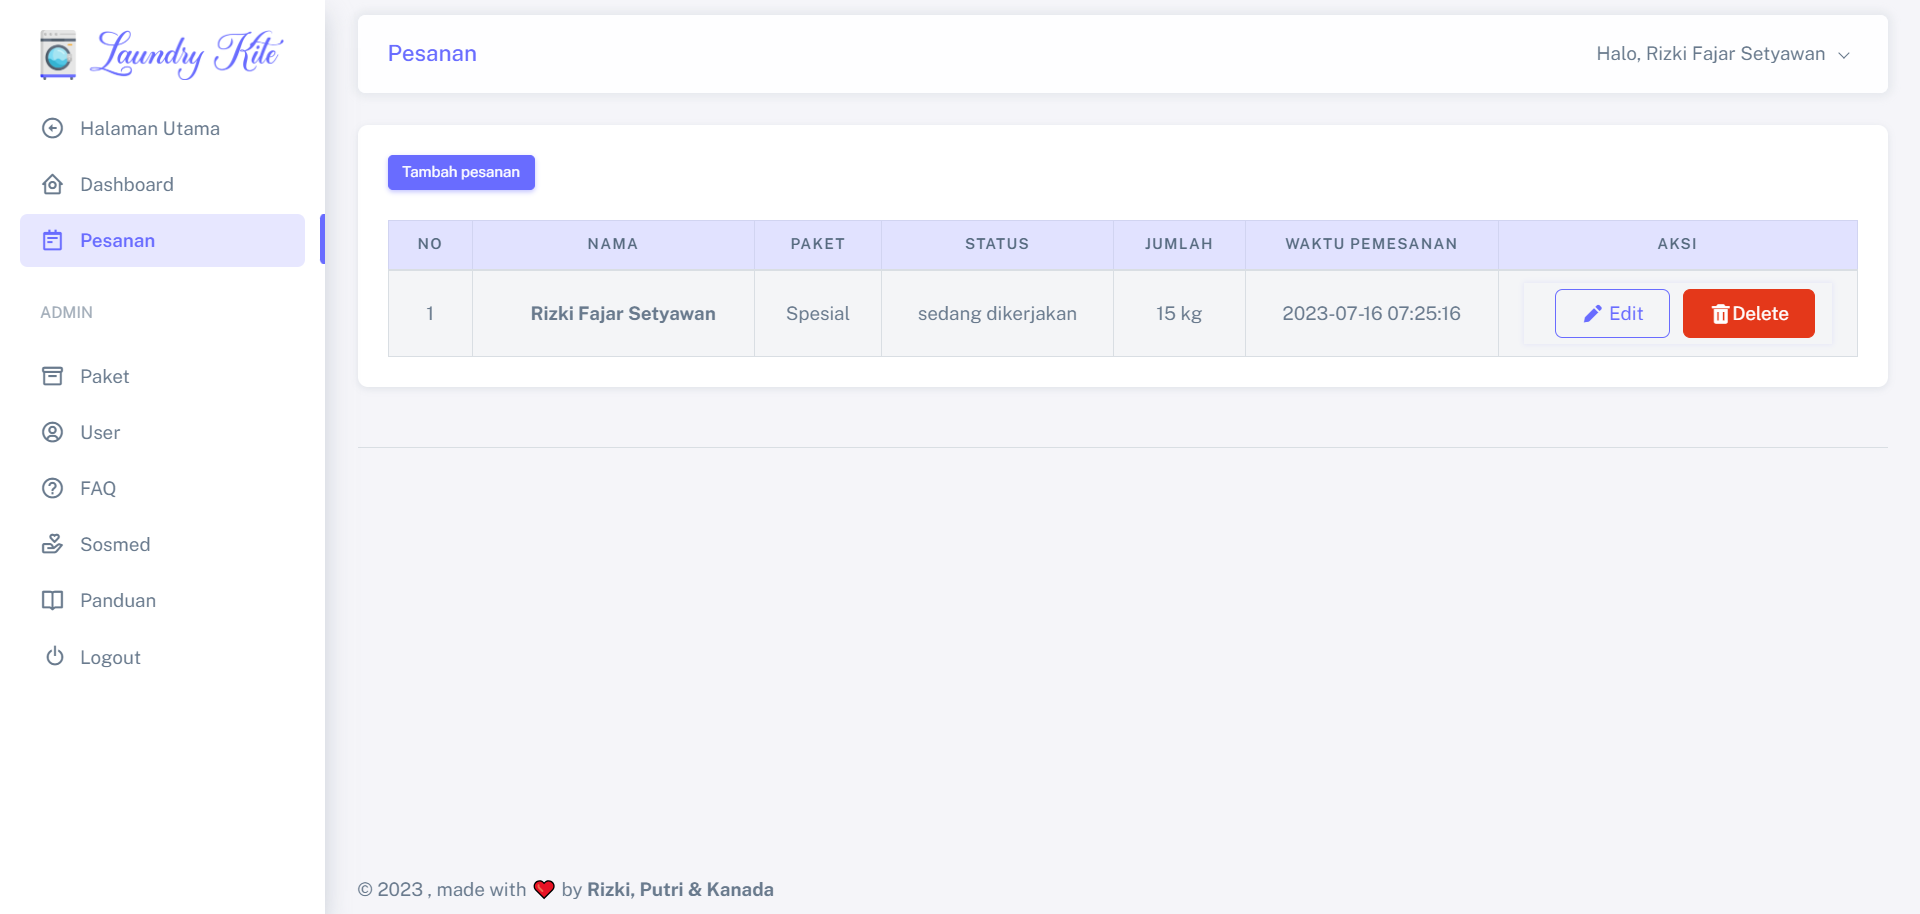 Laundry Kite
Halaman Utama
Dashboard
Pesanan
ADMIN
Paket
User
FAQ
Sosmed
Panduan
Logout
Pesanan
Halo, Rizki Fajar Setyawan
Tambah pesanan
NO NAMA PAKET STATUS JUMLAH WAKTU PEMESANAN AKSI
1 Rizki Fajar Setyawan Spesial sedang dikerjakan 15 kg 2023-07-16 07:25:16 Edit Delete
© 2023 , made with ❤️ by Rizki, Putri & Kanada